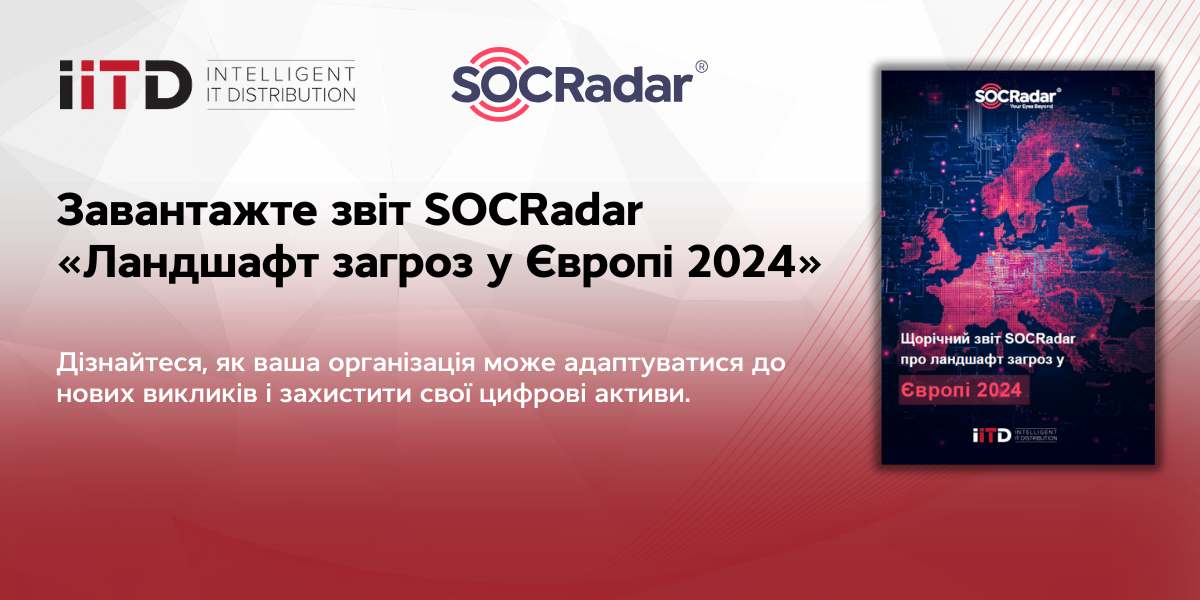 iiTD INTELLIGENT
IT DISTRIBUTION
SOCRadar®
Завантажте звіт SOCRadar
«Ландшафт загроз у Європі 2024»
Дізнайтеся, як ваша організація може адаптуватися до
нових викликів і захистити свої цифрові активи.
SOCRadar®
Your Eyes Beyond
Щорічний звіт SOCRadar
про ландшафт загроз у
Європі 2024
iiTD INTELLIGENT
IT DISTRIBUTION